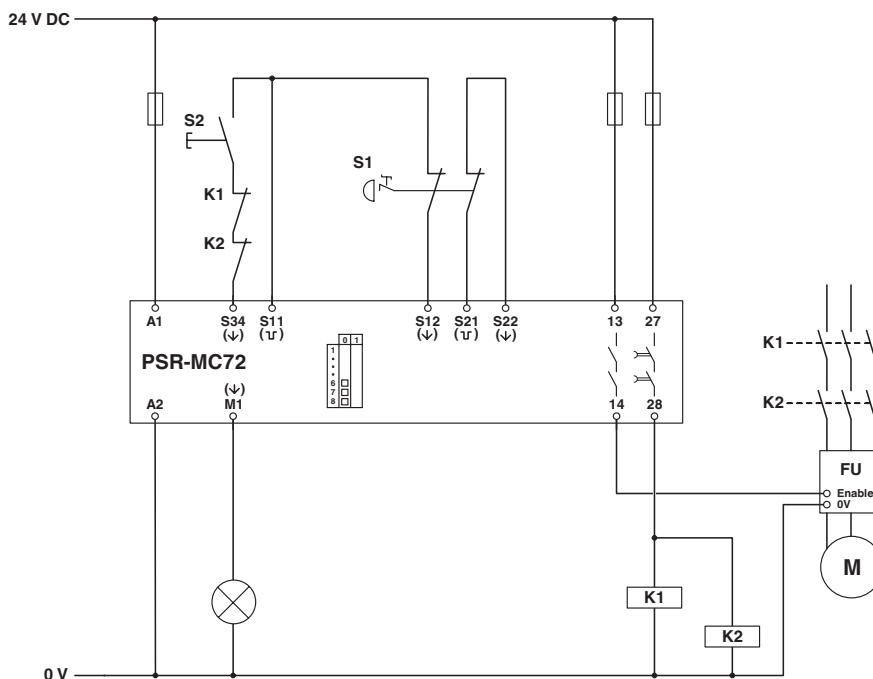 24 V DC
S2
S1
K1
K2
A1
S34
(↓)
S11
S12
(↓)
S21
S22
(↓)
13
27
PSR-MC72
0 1
1
6
7
8
(↓)
A2
M1
14
28
K1
K2
FU
Enable
0V
M
K1
K2
0 V